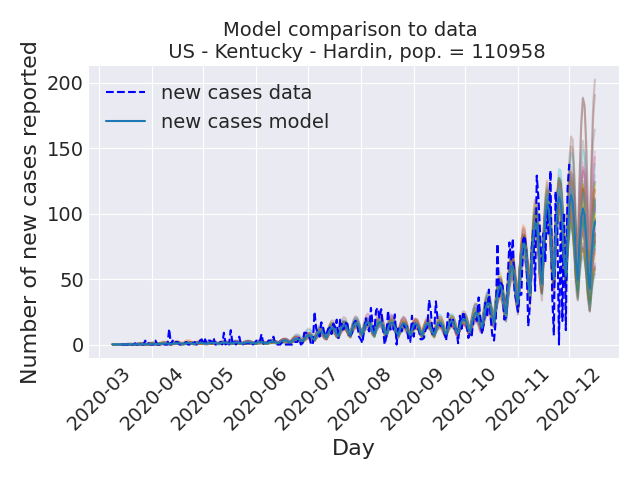 Model comparison to data
US - Kentucky - Hardin, pop. = 110958
Number of new cases reported
200
150
100
50
0
new cases data
new cases model
2020-03
2020-04
2020-05
2020-06
2020-07
2020-08
2020-09
2020-10
2020-11
2020-12
Day